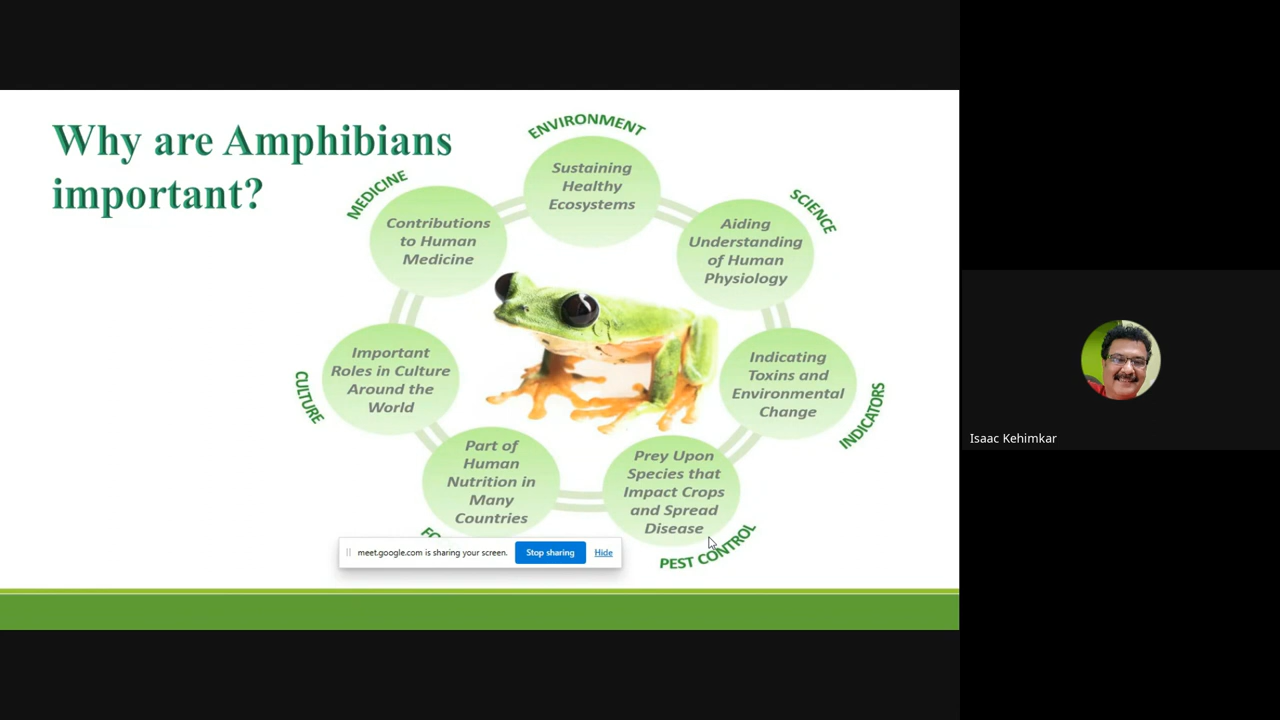 Why are Amphibians
important?
ENVIRONMENT
Sustaining
Healthy
Ecosystems
SCIENCE
Aiding
Understanding
of Human
Physiology
INDICATORS
Indicating
Toxins and
Environmental
Change
PEST CONTROL
Prey Upon
Species that
Impact Crops
and Spread
Disease
Part of
Human
Nutrition in
Many
Countries
CULTURE
Important
Roles in Culture
Around the
World
MEDICINE
Contributions
to Human
Medicine
meet.google.com is sharing your screen.
Stop sharing
Hide
Isaac Kehimkar